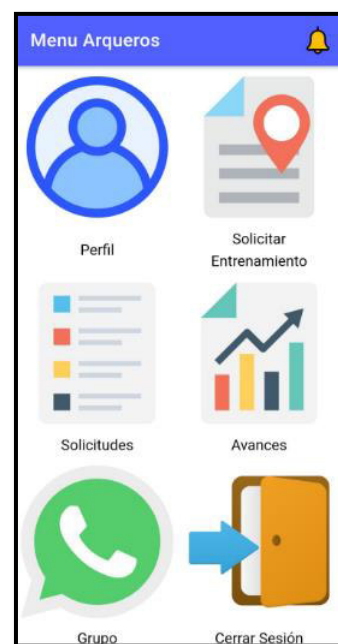 Menu Arqueros
Perfil
Solicitar
Entrenamiento
Solicitudes
Avances
Grupo
Cerrar Sesión